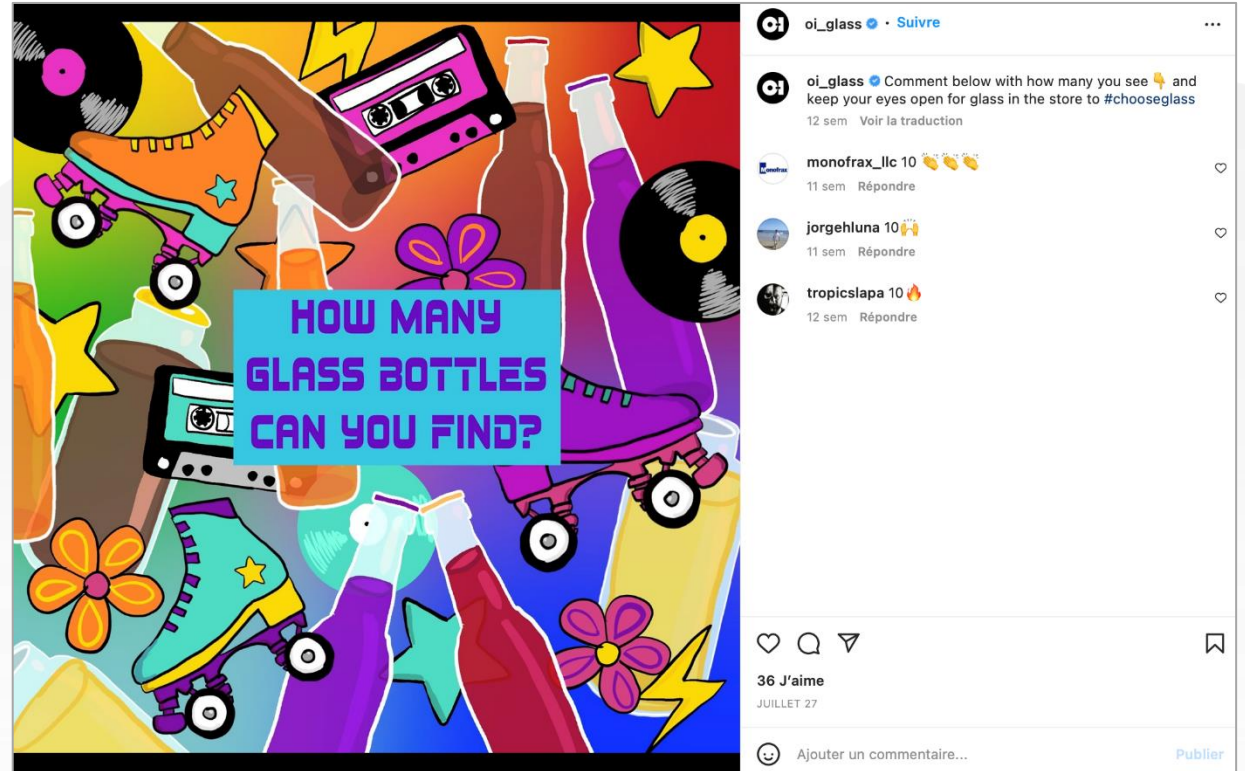 HOW MANY
GLASS BOTTLES
CAN YOU FIND?
OI
oi_glass • Suivre
OI
oi_glass Comment below with how many you see 👇 and
keep your eyes open for glass in the store to #chooseglass
12 sem Voir la traduction
Monofrax
monofrax_llc 10 👏👏👏
11 sem Répondre
jorgehluna 10🙌
11 sem Répondre
tropicslapa 10🔥
12 sem Répondre
36 J'aime
JUILLET 27
Ajouter un commentaire... Publier